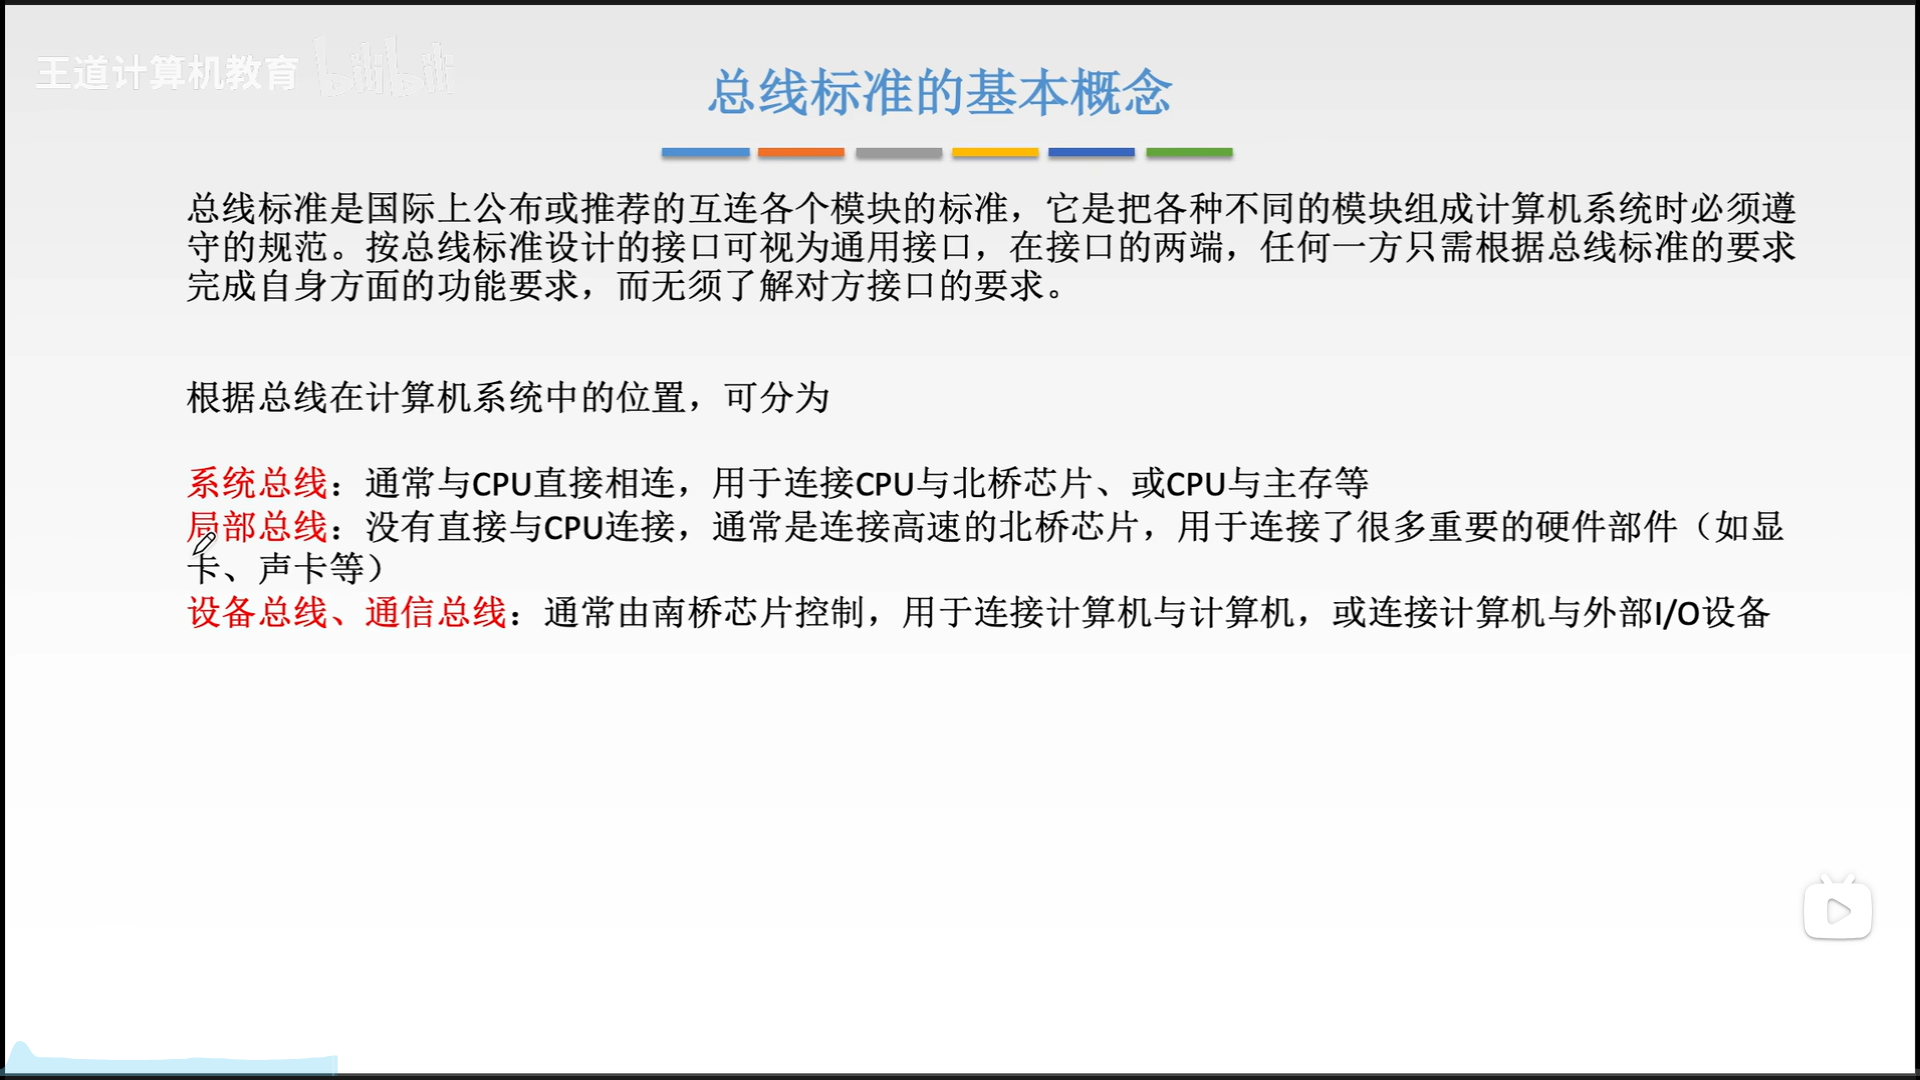 王道计算机教育 bilibili
总线标准的基本概念
总线标准是国际上公布或推荐的互连各个模块的标准，它是把各种不同的模块组成计算机系统时必须遵
守的规范。按总线标准设计的接口可视为通用接口，在接口的两端，任何一方只需根据总线标准的要求
完成自身方面的功能要求，而无须了解对方接口的要求。
根据总线在计算机系统中的位置，可分为
系统总线：通常与CPU直接相连，用于连接CPU与北桥芯片、或CPU与主存等
局部总线：没有直接与CPU连接，通常是连接高速的北桥芯片，用于连接了很多重要的硬件部件（如显
卡、声卡等）
设备总线、通信总线：通常由南桥芯片控制，用于连接计算机与计算机，或连接计算机与外部I/O设备